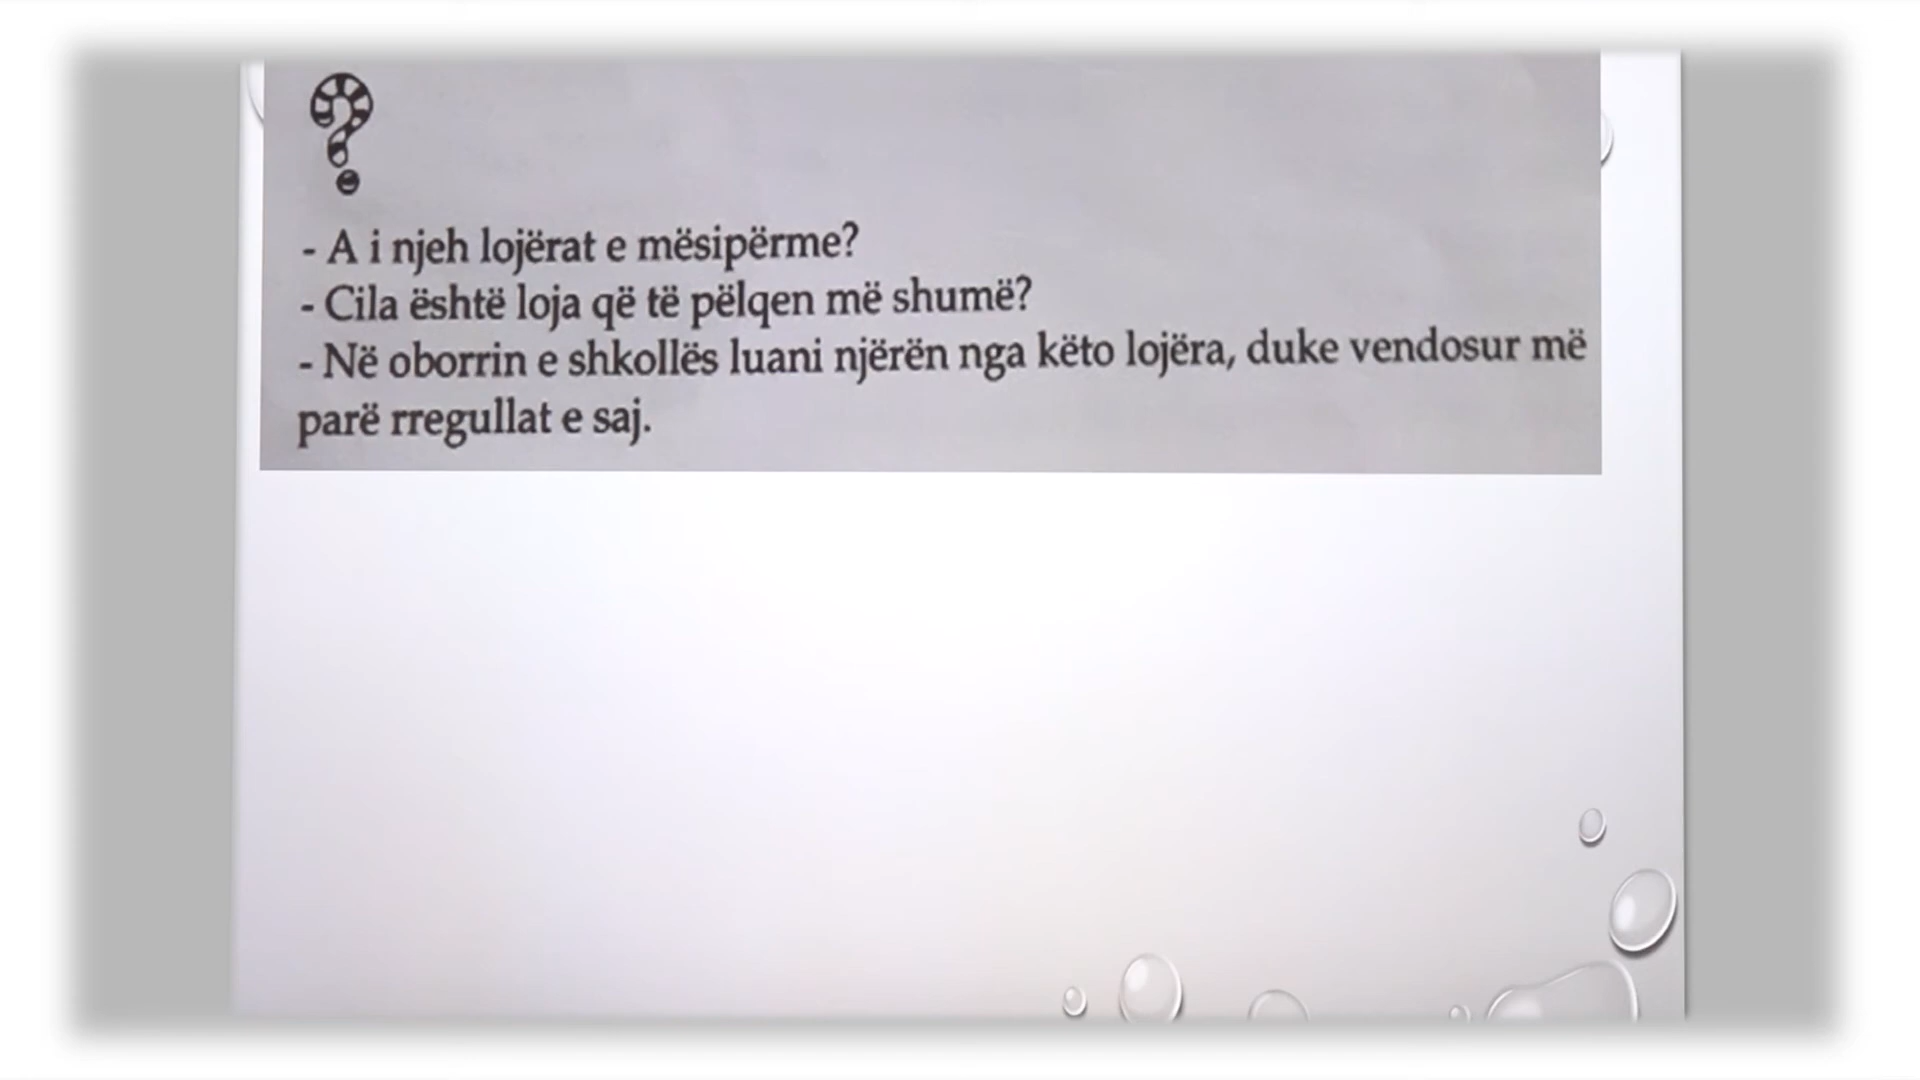 - A i njeh lojërat e mësipërme?
- Cila është loja që të pëlqen më shumë?
- Në oborrin e shkollës luani njërën nga këto lojëra, duke vendosur më
parë rregullat e saj.